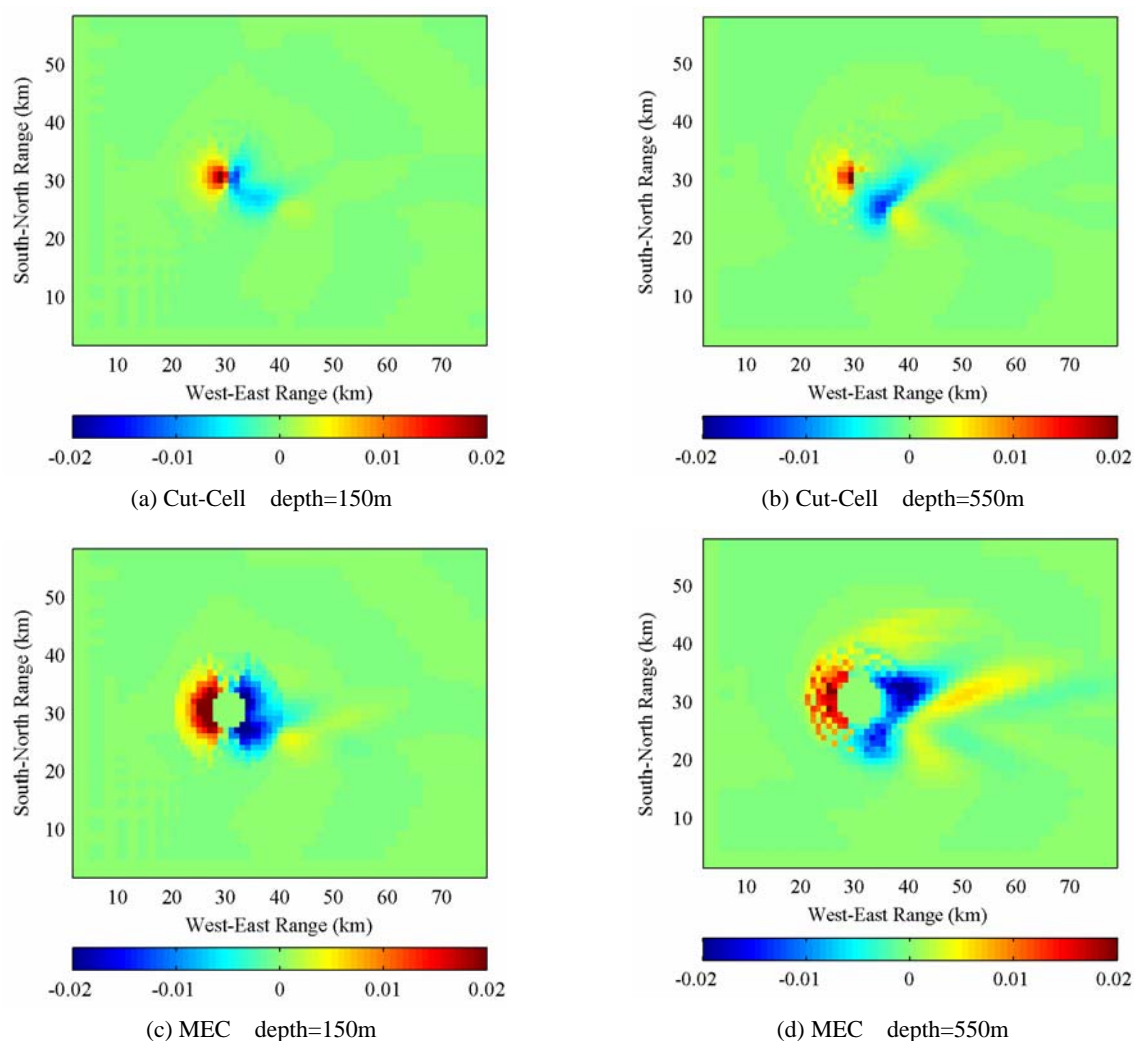 50
40
30
20
10
South-North Range (km)
10 20 30 40 50 60 70
West-East Range (km)
-0.02 -0.01 0 0.01 0.02
(a) Cut-Cell depth=150m
50
40
30
20
10
South-North Range (km)
10 20 30 40 50 60 70
West-East Range (km)
-0.02 -0.01 0 0.01 0.02
(b) Cut-Cell depth=550m
50
40
30
20
10
South-North Range (km)
10 20 30 40 50 60 70
West-East Range (km)
-0.02 -0.01 0 0.01 0.02
(c) MEC depth=150m
50
40
30
20
10
South-North Range (km)
10 20 30 40 50 60 70
West-East Range (km)
-0.02 -0.01 0 0.01 0.02
(d) MEC depth=550m